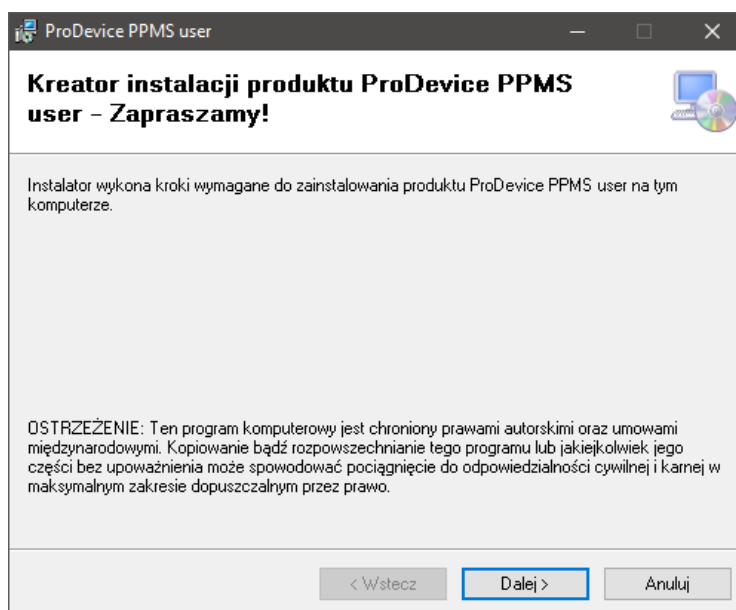 ProDevice PPMS user
Kreator instalacji produktu ProDevice PPMS
user - Zapraszamy!
Instalator wykona kroki wymagane do zainstalowania produktu ProDevice PPMS user na tym
komputerze.
OSTRZEŻENIE: Ten program komputerowy jest chroniony prawami autorskimi oraz umowami
międzynarodowymi. Kopiowanie bądź rozpowszechnianie tego programu lub jakiejkolwiek jego
części bez upoważnienia może spowodować pociągnięcie do odpowiedzialności cywilnej i karnej w
maksymalnym zakresie dopuszczalnym przez prawo.
< Wstecz Dalej > Anuluj